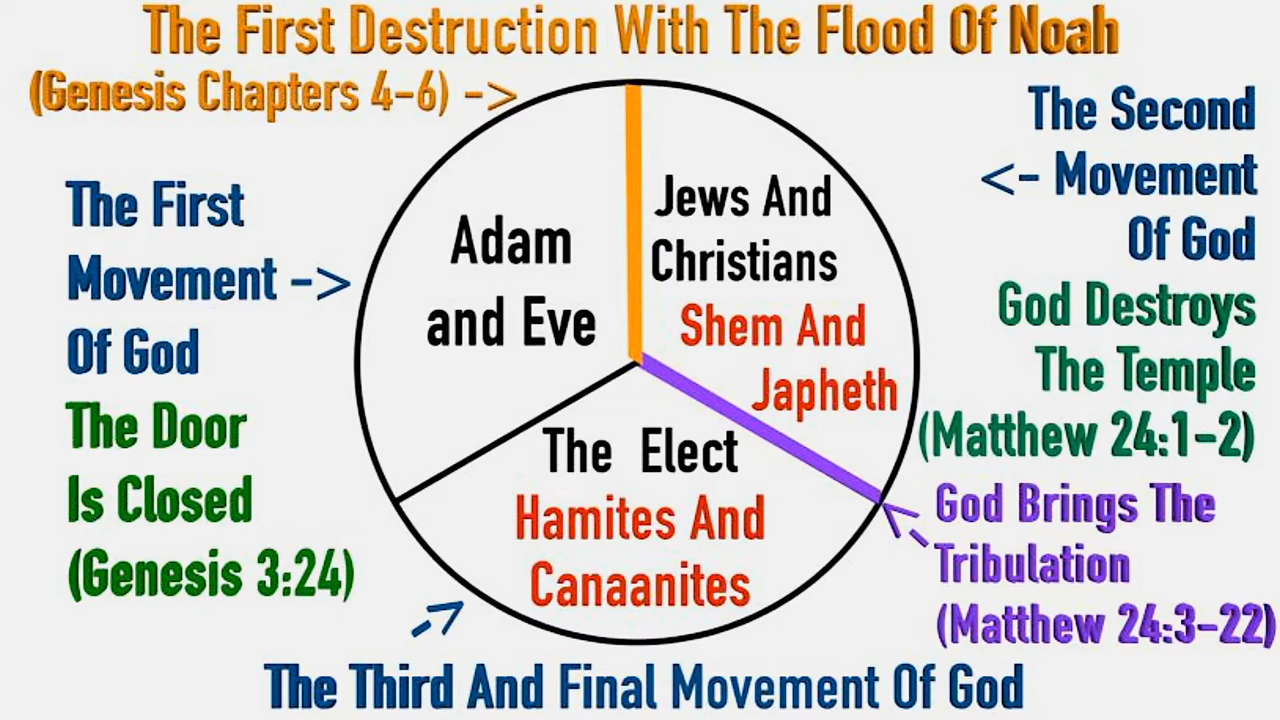 The First Destruction With The Flood Of Noah
(Genesis Chapters 4-6) ->
The First
Movement ->
Of God
The Door
Is Closed
(Genesis 3:24)
Adam
and Eve
Jews And
Christians
Shem And
Japheth
The Elect
Hamites And
Canaanites
The Second
<- Movement
Of God
God Destroys
The Temple
(Matthew 24:1-2)
God Brings The
Tribulation
(Matthew 24:3-22)
The Third And Final Movement Of God